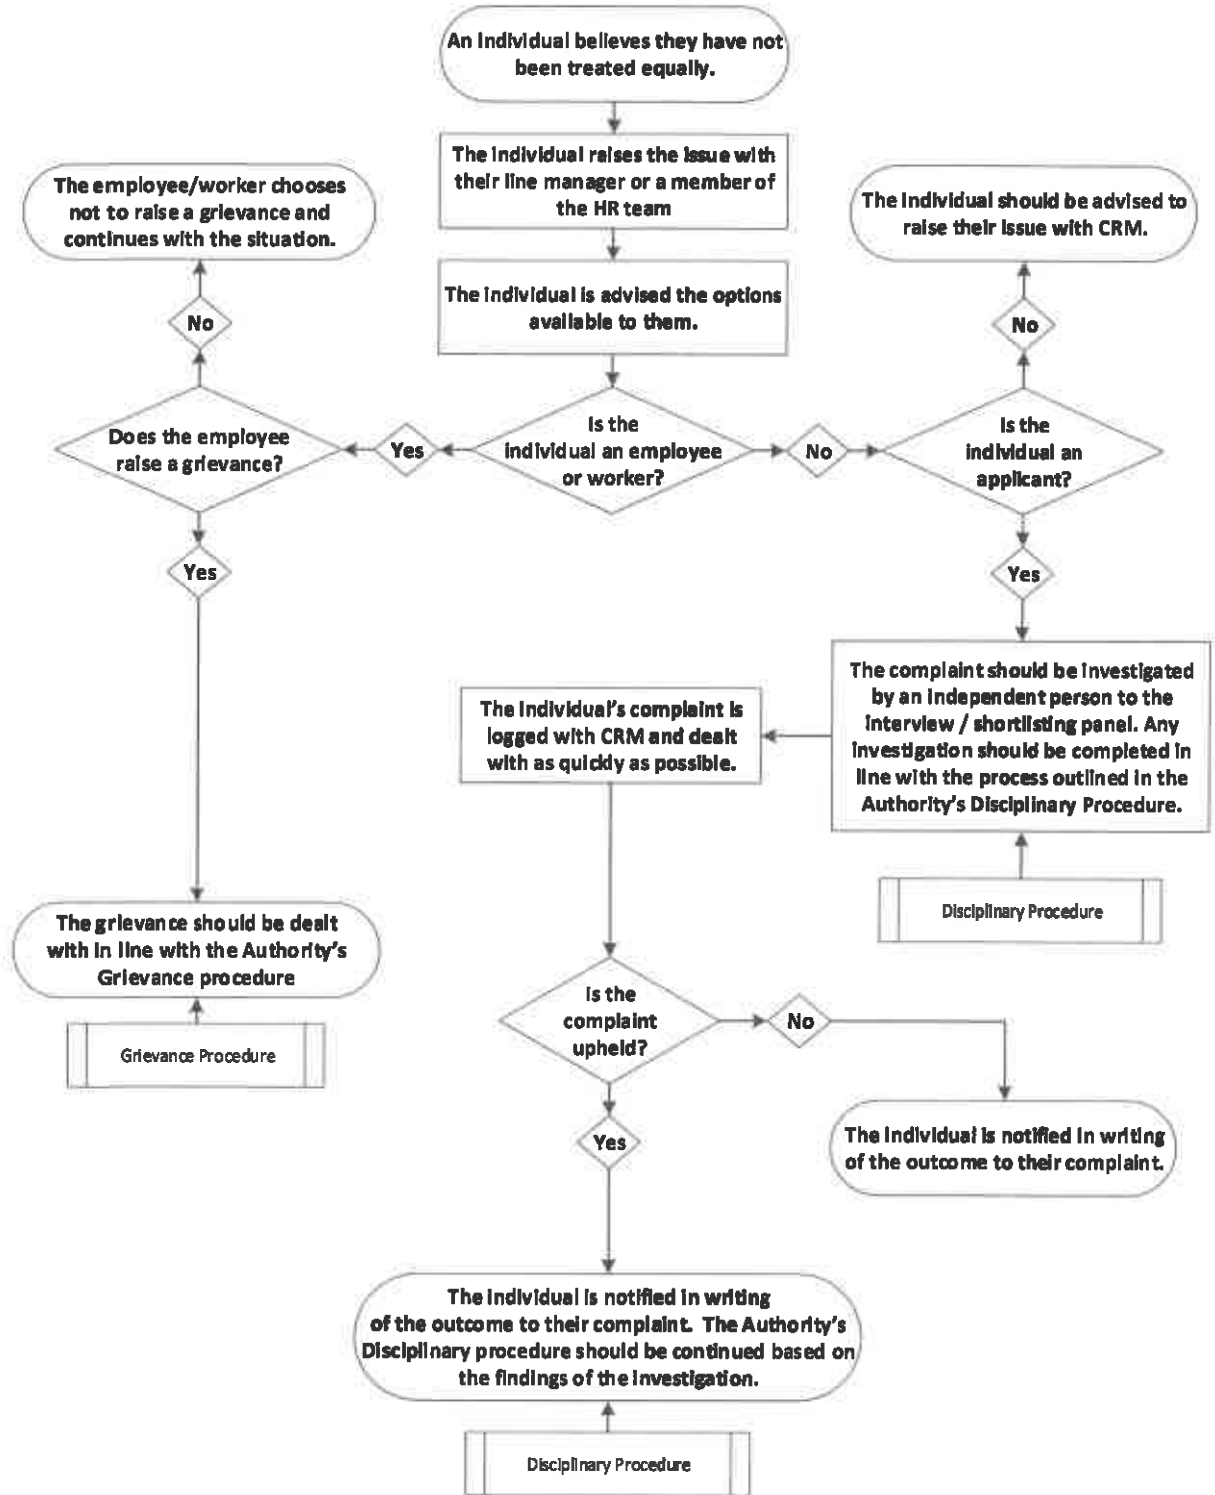 An Individual believes they have not
been treated equally.
The individual raises the issue with
their line manager or a member of
the HR team
The employee/worker chooses
not to raise a grievance and
continues with the situation.
The Individual should be advised to
raise their issue with CRM.
The individual is advised the options
available to them.
No
No
Does the employee
raise a grievance?
Yes
Is the
individual an employee
or worker?
No
Is the
individual an
applicant?
Yes
Yes
The complaint should be investigated
by an independent person to the
interview / shortlisting panel. Any
investigation should be completed in
line with the process outlined in the
Authority's Disciplinary Procedure.
The Individual's complaint is
logged with CRM and dealt
with as quickly as possible.
Disciplinary Procedure
The grievance should be dealt
with in line with the Authority's
Grievance procedure
Is the
complaint
upheld?
No
Grievance Procedure
Yes
The individual is notified in writing
of the outcome to their complaint.
The individual is notified in writing
of the outcome to their complaint. The Authority's
Disciplinary procedure should be continued based on
the findings of the investigation.
Disciplinary Procedure